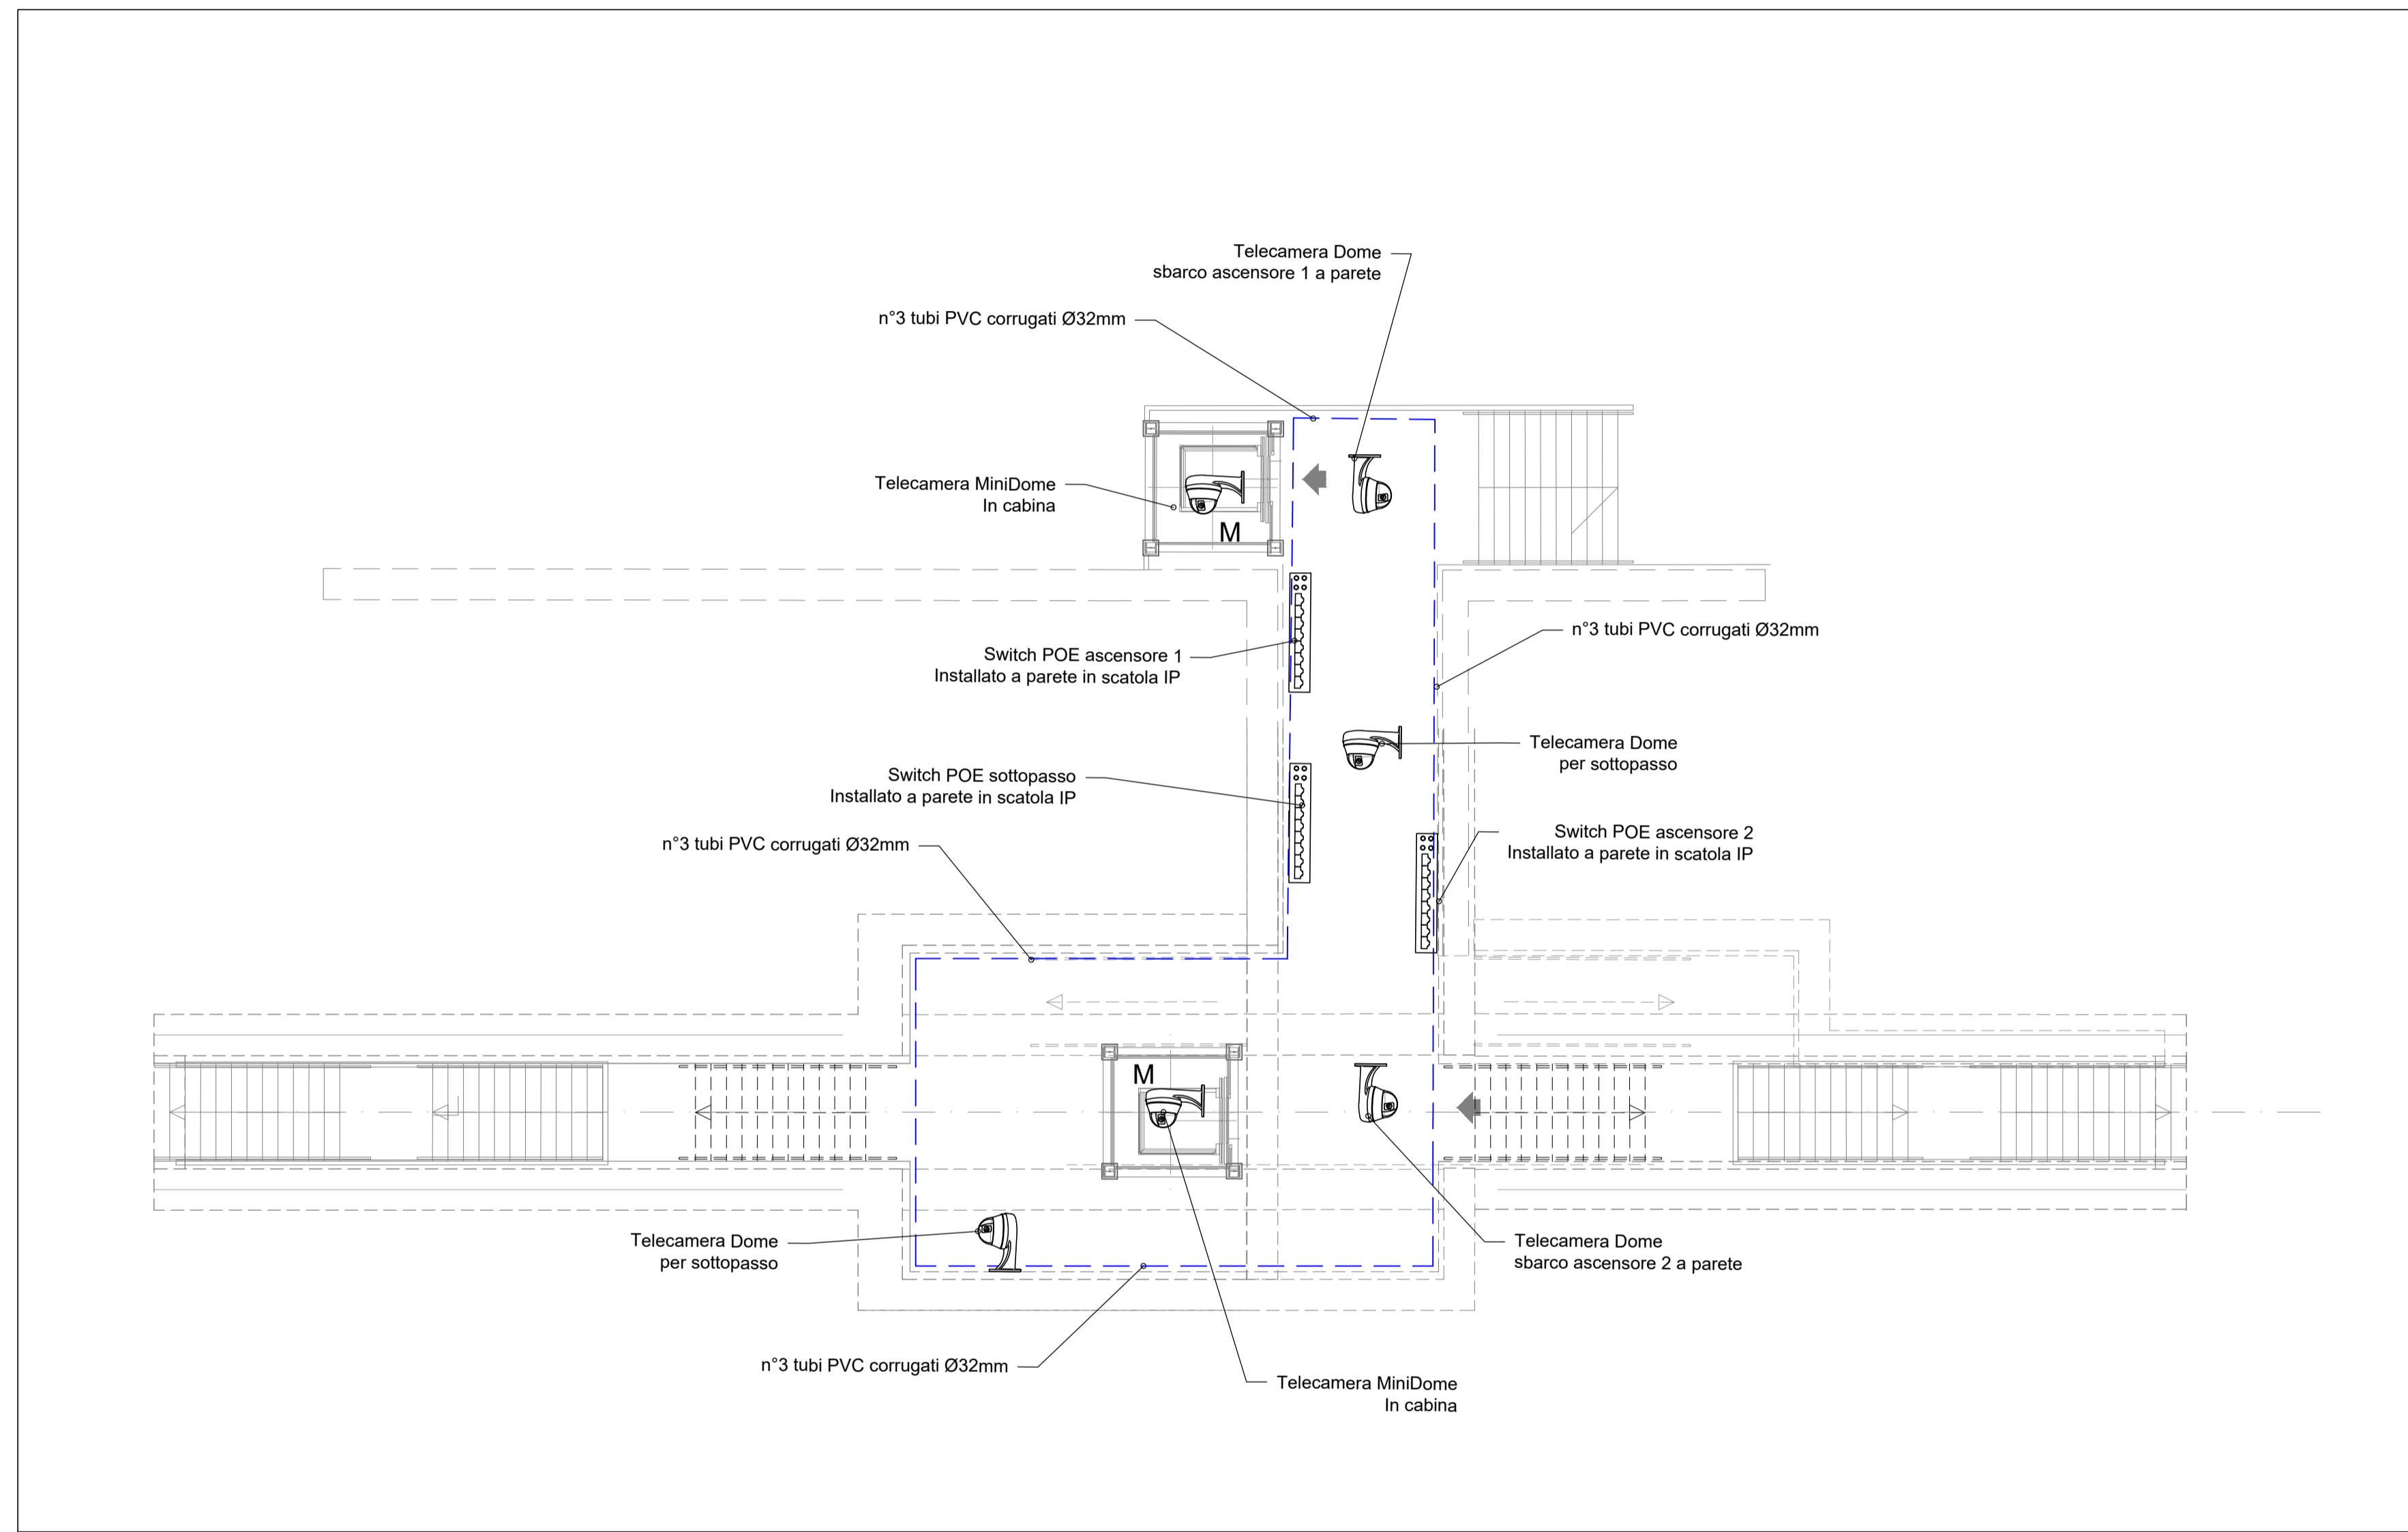 Telecamera Dome
sbarco ascensore 1 a parete
n°3 tubi PVC corrugati Ø32mm
Telecamera MiniDome
In cabina
M
n°3 tubi PVC corrugati Ø32mm
Switch POE ascensore 1
Installato a parete in scatola IP
Telecamera Dome
per sottopasso
Switch POE sottopasso
Installato a parete in scatola IP
Switch POE ascensore 2
Installato a parete in scatola IP
n°3 tubi PVC corrugati Ø32mm
M
Telecamera Dome
per sottopasso
Telecamera Dome
sbarco ascensore 2 a parete
n°3 tubi PVC corrugati Ø32mm
Telecamera MiniDome
In cabina